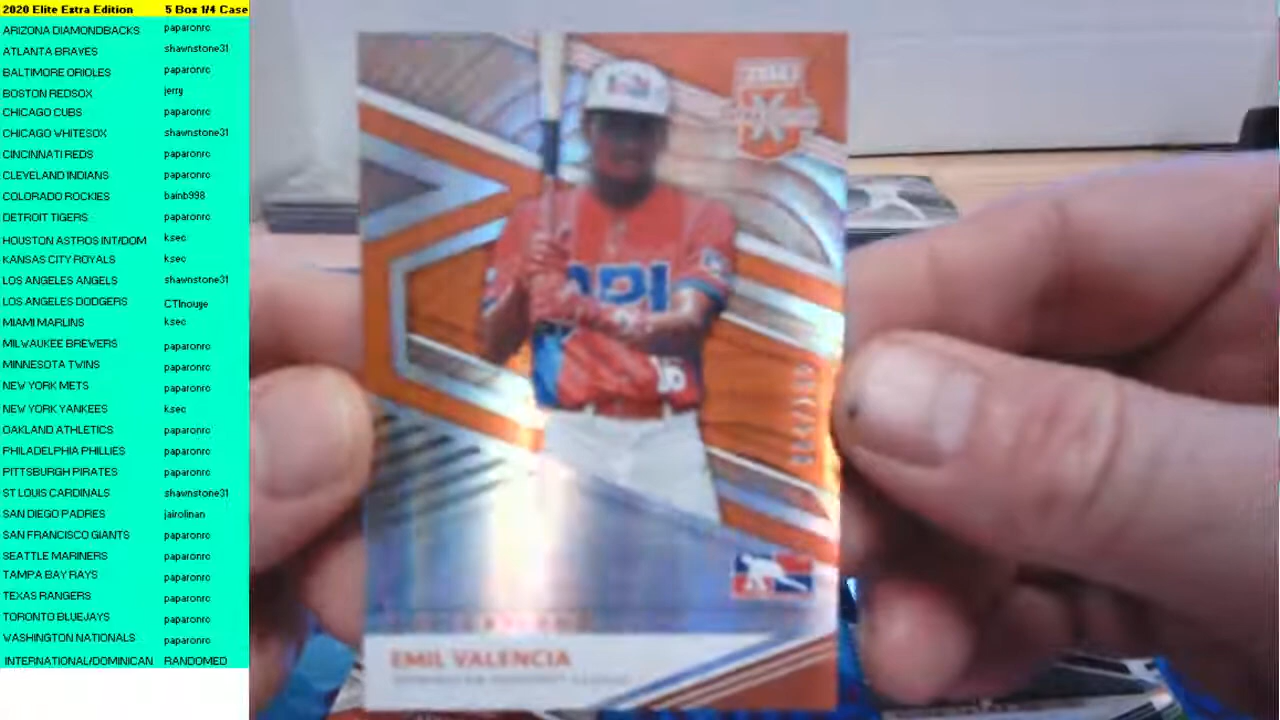 2020 Elite Extra Edition 5 Box 1/4 Case
ARIZONA DIAMONDBACKS paparonrc
ATLANTA BRAVES shawnstone31
BALTIMORE ORIOLES paparonrc
BOSTON REDSOX jerry
CHICAGO CUBS paparonrc
CHICAGO WHITESOX shawnstone31
CINCINNATI REDS paparonrc
CLEVELAND INDIANS paparonrc
COLORADO ROCKIES bainb998
DETROIT TIGERS paparonrc
HOUSTON ASTROS INT/DOM ksec
KANSAS CITY ROYALS ksec
LOS ANGELES ANGELS shawnstone31
LOS ANGELES DODGERS CTInouye
MIAMI MARLINS ksec
MILWAUKEE BREWERS paparonrc
MINNESOTA TWINS paparonrc
NEW YORK METS paparonrc
NEW YORK YANKEES ksec
OAKLAND ATHLETICS paparonrc
PHILADELPHIA PHILLIES paparonrc
PITTSBURGH PIRATES paparonrc
ST LOUIS CARDINALS shawnstone31
SAN DIEGO PADRES jairolinan
SAN FRANCISCO GIANTS paparonrc
SEATTLE MARINERS paparonrc
TAMPA BAY RAYS paparonrc
TEXAS RANGERS paparonrc
TORONTO BLUEJAYS paparonrc
WASHINGTON NATIONALS paparonrc
INTERNATIONAL/DOMINICAN RANDOMED
DPL
16
EMIL VALENCIA